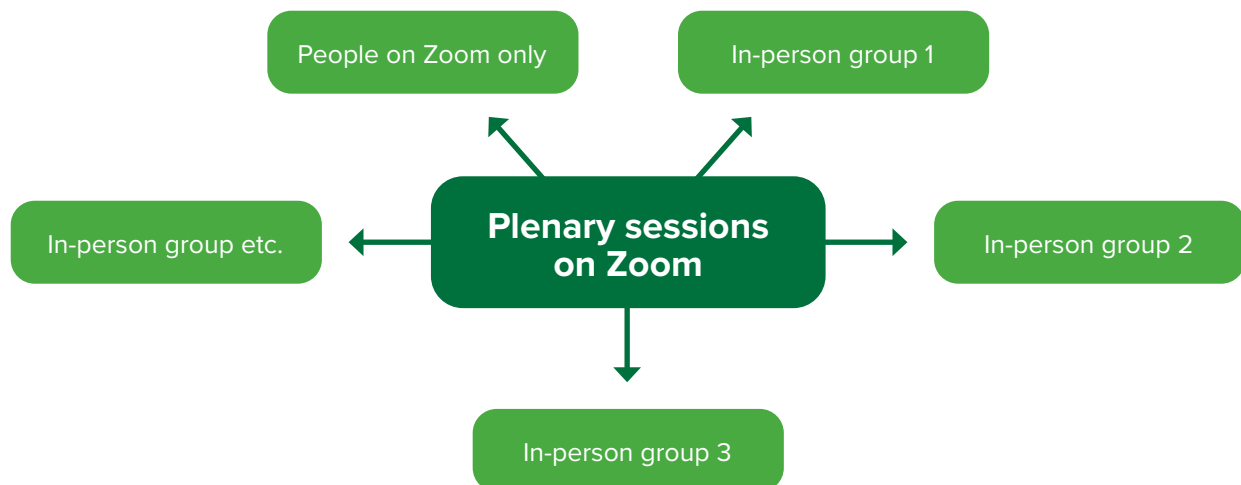 People on Zoom only
In-person group 1
In-person group etc.
Plenary sessions
on Zoom
In-person group 2
In-person group 3